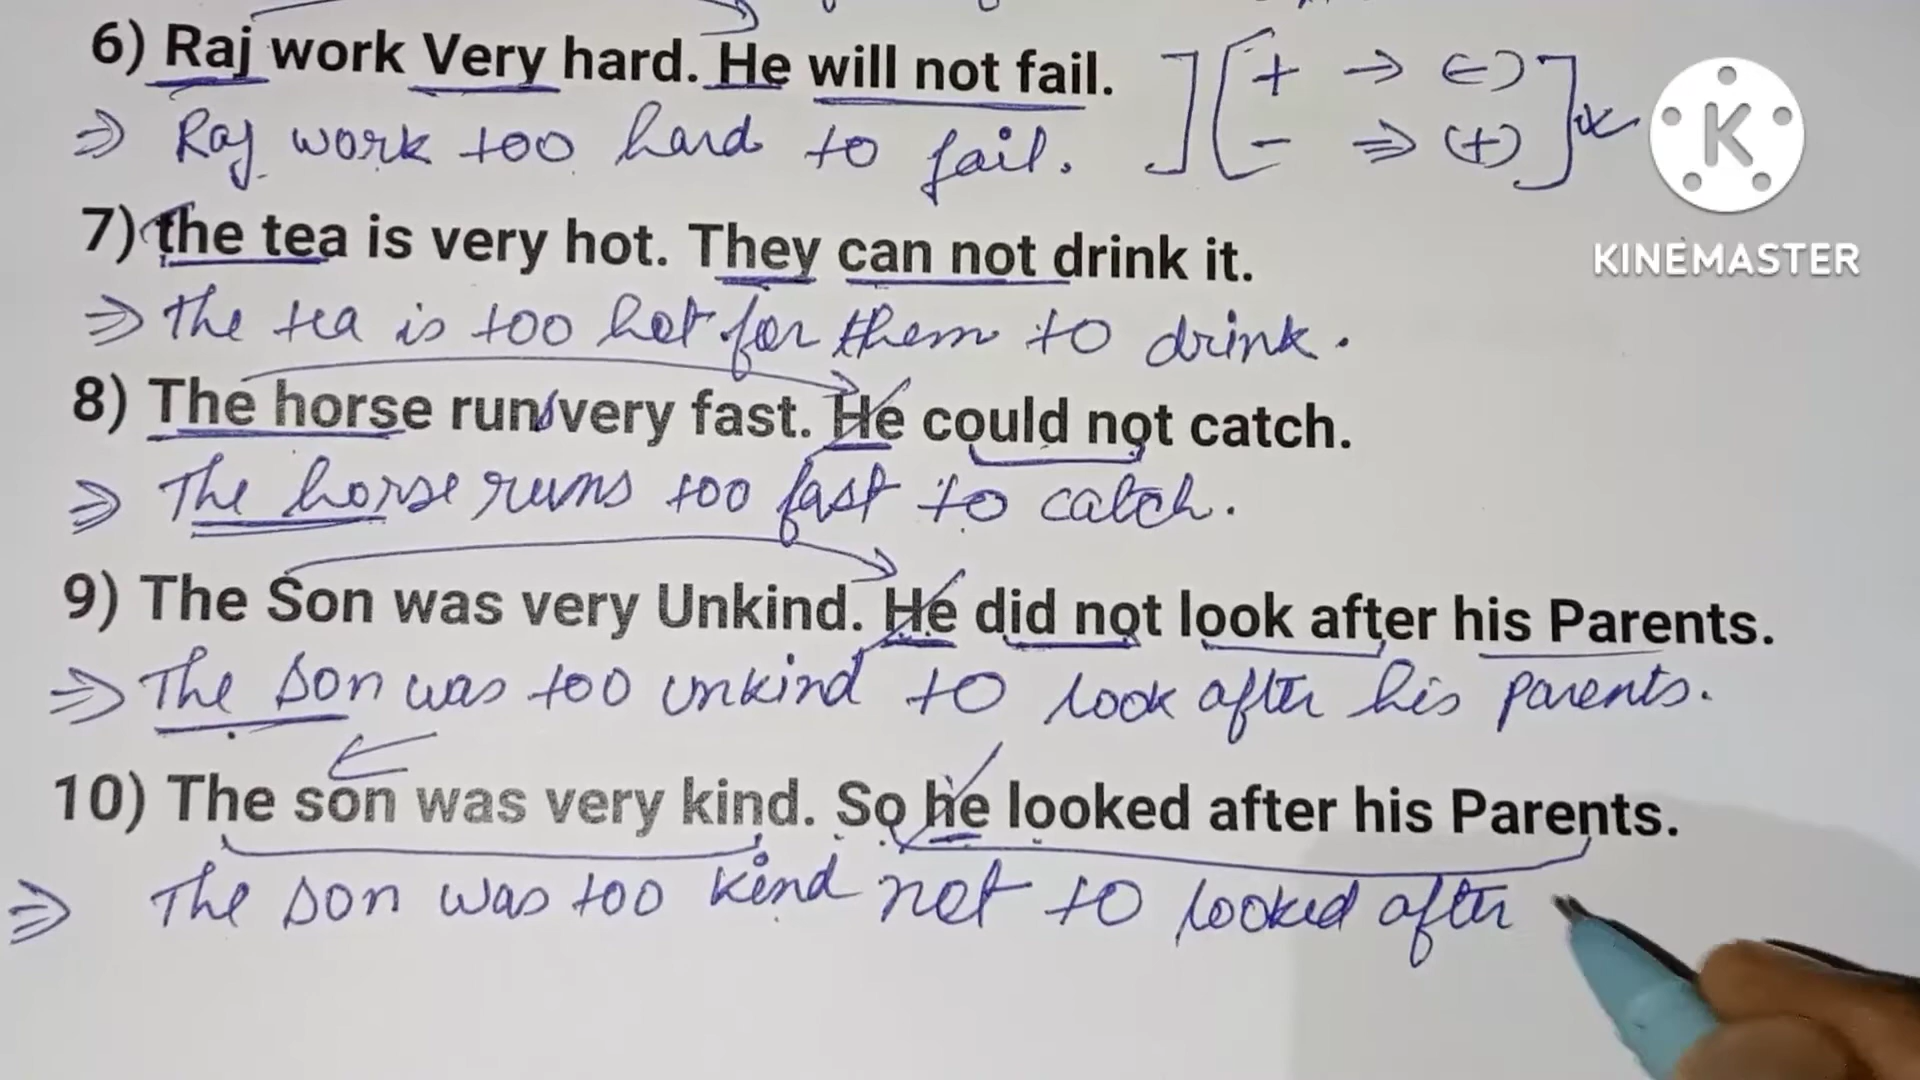 6) Raj work Very hard. He will not fail.
+ → (-)
⇒ Raj work too hard to fail.
- ⇒ (+)
K
KINEMASTER
7) the tea is very hot. They can not drink it.
⇒ The tea is too hot for them to drink.
8) The horse run very fast. He could not catch.
⇒ The horse runs too fast to catch.
9) The Son was very Unkind. He did not look after his Parents.
⇒ The son was too unkind to look after his parents.
10) The son was very kind. So he looked after his Parents.
⇒ The son was too kind not to looked after